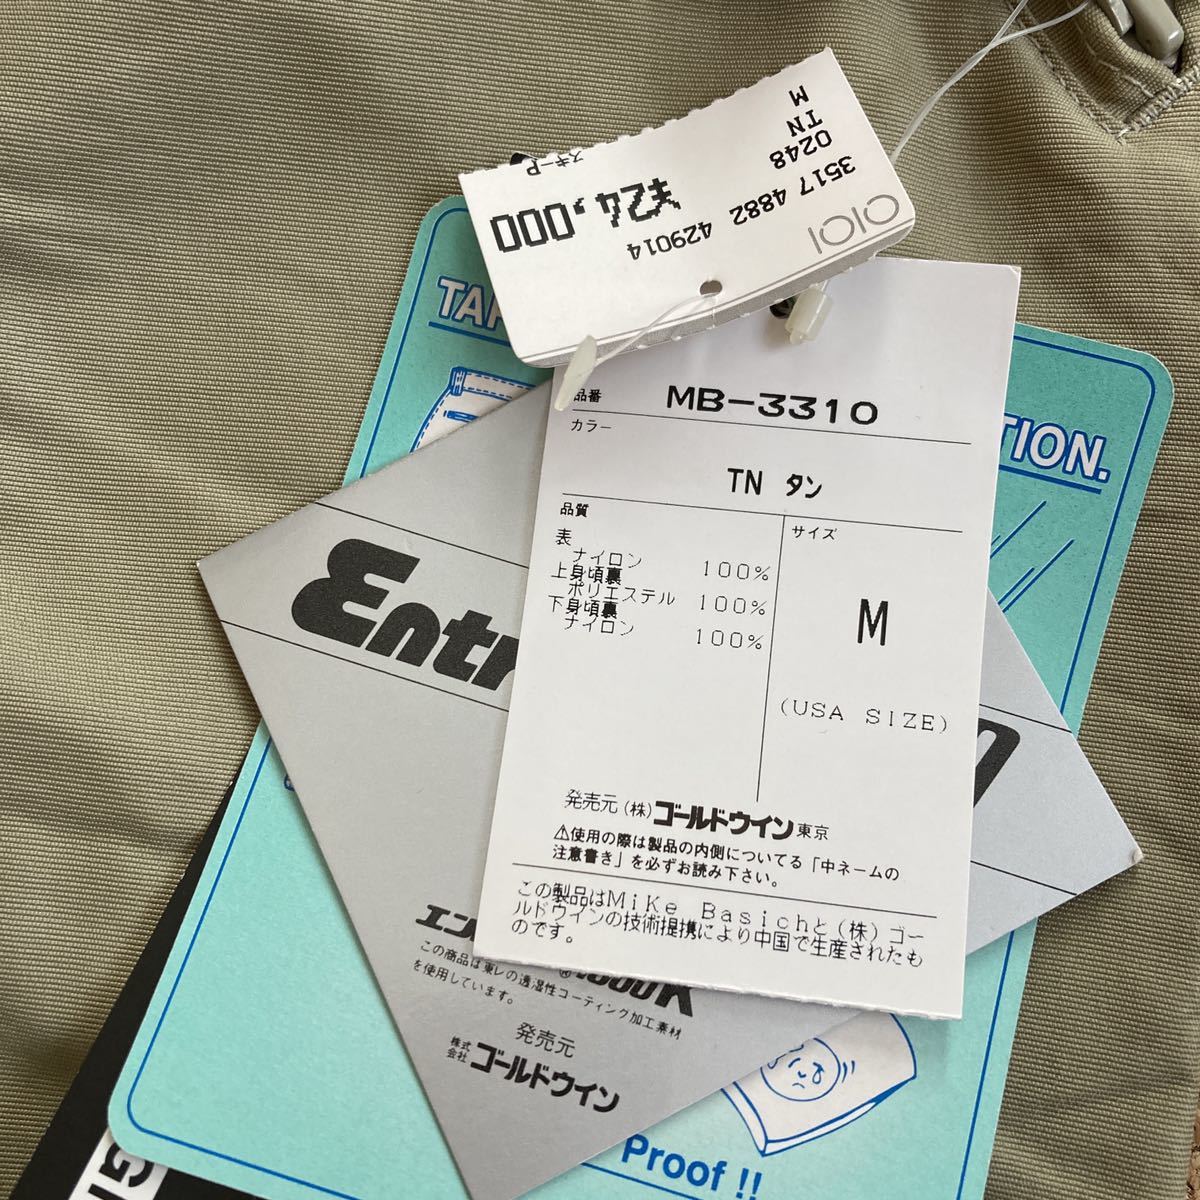 M
TN
0248
3517 4882 429014
スキーP
¥24,000
OIOI
品番 MB-3310
カラー
TN タン
品質
サイズ
表
ナイロン 100%
上身頃裏
ポリエステル 100%
下身頃裏
ナイロン 100%
M
(USA SIZE)
発売元 (株)ゴールドウイン 東京
⚠使用の際は製品の内側についてる「中ネームの
注意書き」を必ずお読み下さい。
この製品はMiKe Basichと(株)ゴー
ルドウインの技術提携により中国で生産されたも
のです。
この商品は東レの透湿性コーティング加工素材
を使用しています。
発売元
株式会社 ゴールドウイン
Proof !!